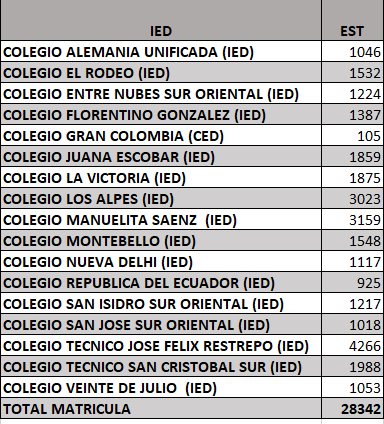 IED EST
COLEGIO ALEMANIA UNIFICADA (IED) 1046
COLEGIO EL RODEO (IED) 1532
COLEGIO ENTRE NUBES SUR ORIENTAL (IED) 1224
COLEGIO FLORENTINO GONZALEZ (IED) 1387
COLEGIO GRAN COLOMBIA (CED) 105
COLEGIO JUANA ESCOBAR (IED) 1859
COLEGIO LA VICTORIA (IED) 1875
COLEGIO LOS ALPES (IED) 3023
COLEGIO MANUELITA SAENZ (IED) 3159
COLEGIO MONTEBELLO (IED) 1548
COLEGIO NUEVA DELHI (IED) 1117
COLEGIO REPUBLICA DEL ECUADOR (IED) 925
COLEGIO SAN ISIDRO SUR ORIENTAL (IED) 1217
COLEGIO SAN JOSE SUR ORIENTAL (IED) 1018
COLEGIO TECNICO JOSE FELIX RESTREPO (IED) 4266
COLEGIO TECNICO SAN CRISTOBAL SUR (IED) 1988
COLEGIO VEINTE DE JULIO (IED) 1053
TOTAL MATRICULA 28342